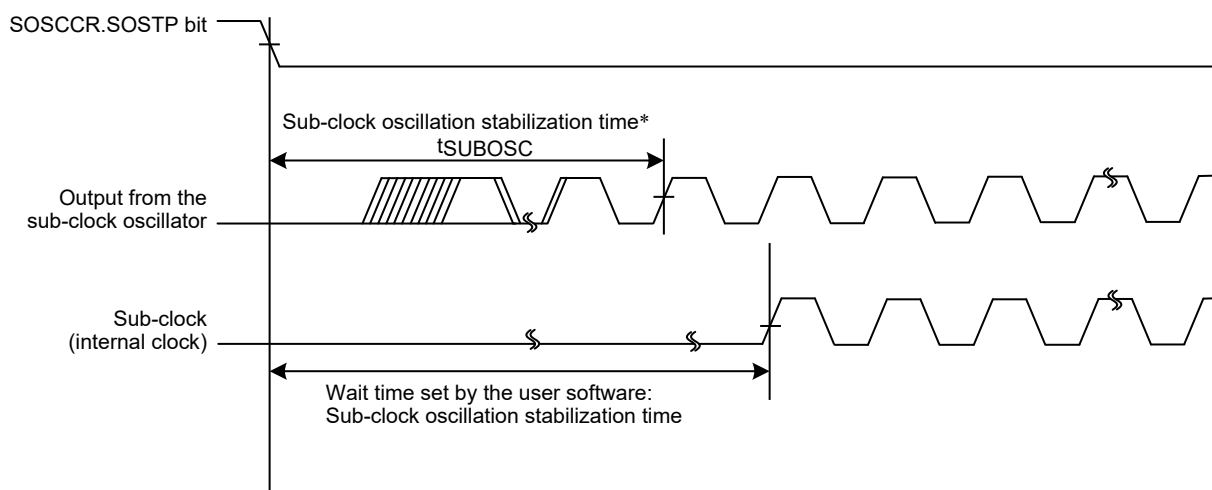 SOSCCR.SOSTP bit
Sub-clock oscillation stabilization time*
tSUBOSC
Output from the
sub-clock oscillator
Sub-clock
(internal clock)
Wait time set by the user software:
Sub-clock oscillation stabilization time